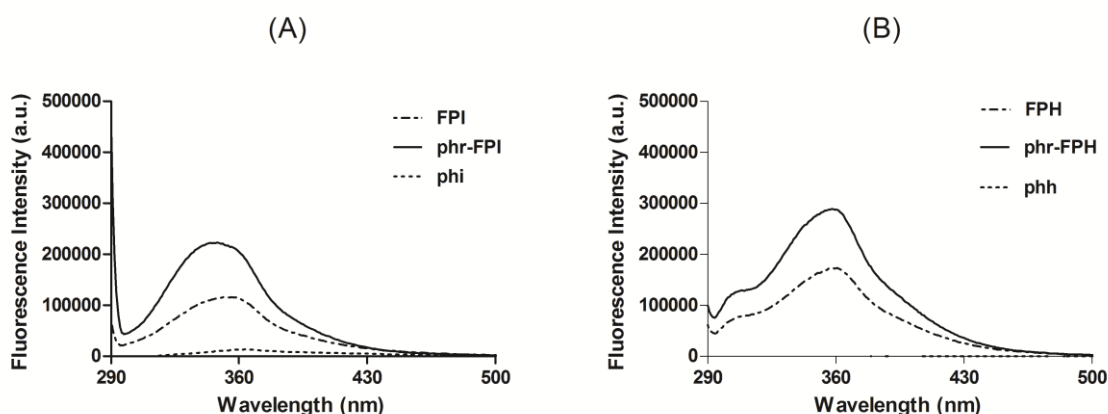 (A)
(B)
Fluorescence Intensity (a.u.)
500000
400000
300000
200000
100000
0
290
360
430
500
Wavelength (nm)
FPI
phr-FPI
phi
Fluorescence Intensity (a.u.)
500000
400000
300000
200000
100000
0
290
360
430
500
Wavelength (nm)
FPH
phr-FPH
phh